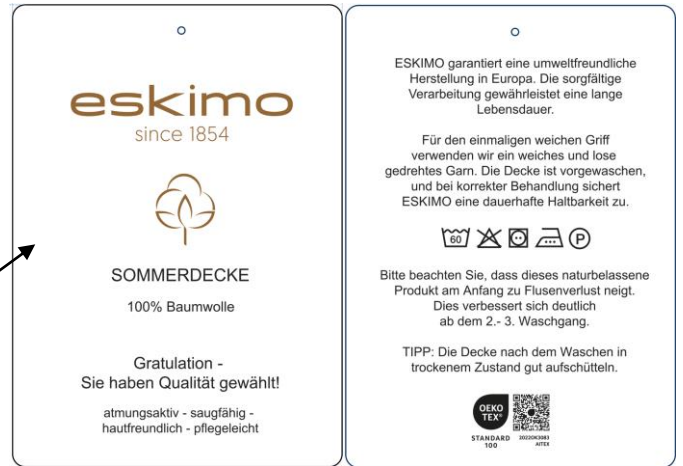 eskimo
since 1854
SOMMERDECKE
100% Baumwolle
Gratulation -
Sie haben Qualität gewählt!
atmungsaktiv - saugfähig -
hautfreundlich - pflegeleicht
ESKIMO garantiert eine umweltfreundliche
Herstellung in Europa. Die sorgfältige
Verarbeitung gewährleistet eine lange
Lebensdauer.
Für den einmaligen weichen Griff
verwenden wir ein weiches und lose
gedrehtes Garn. Die Decke ist vorgewaschen,
und bei korrekter Behandlung sichert
ESKIMO eine dauerhafte Haltbarkeit zu.
60 P
Bitte beachten Sie, dass dieses naturbelassene
Produkt am Anfang zu Flusenverlust neigt.
Dies verbessert sich deutlich
ab dem 2.- 3. Waschgang.
TIPP: Die Decke nach dem Waschen in
trockenem Zustand gut aufschütteln.
OEKO
TEX®
STANDARD
100
2022OK3083
AITEX